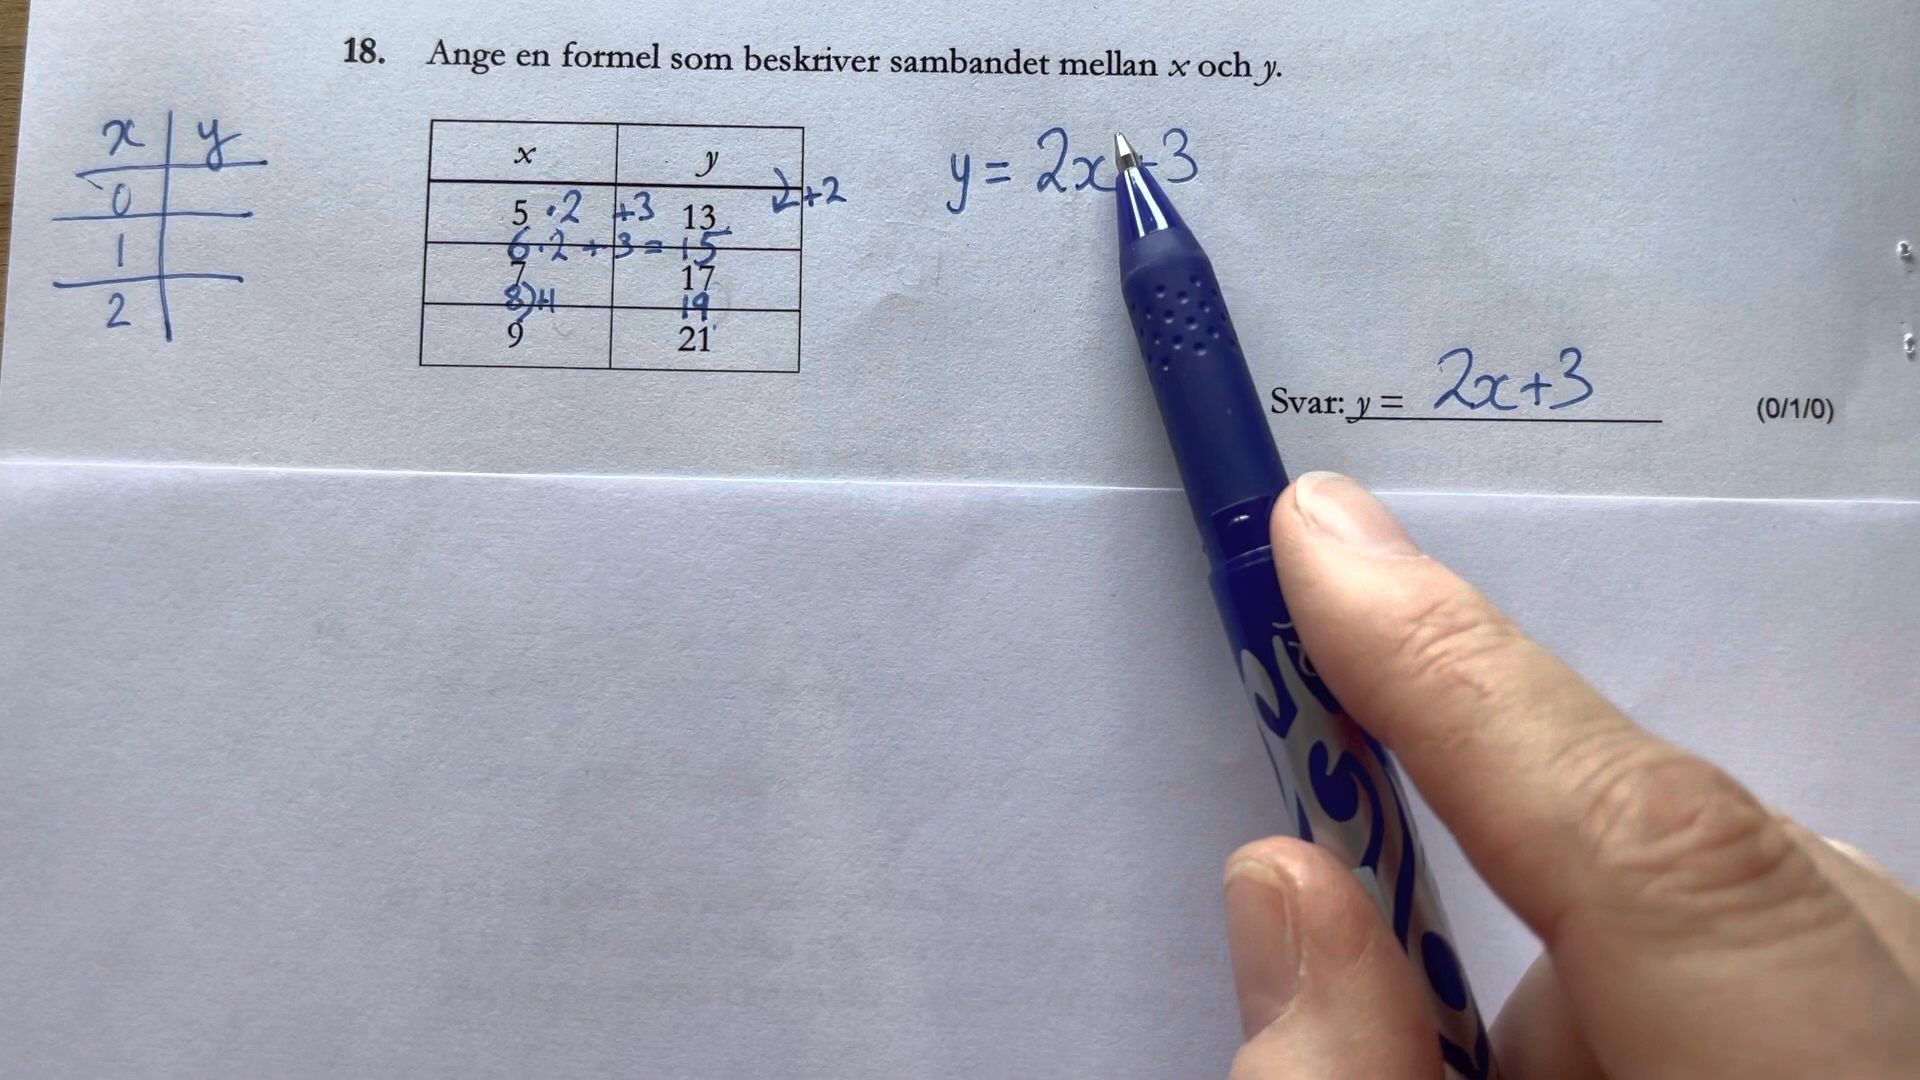 18. Ange en formel som beskriver sambandet mellan x och y.
x y
0
1
2
x y
+2
5 ·2 +3 13
6·2 + 3 = 15
7 17
8 +1 19
9 21
y = 2x+3
Svar: y = 2x+3 (0/1/0)